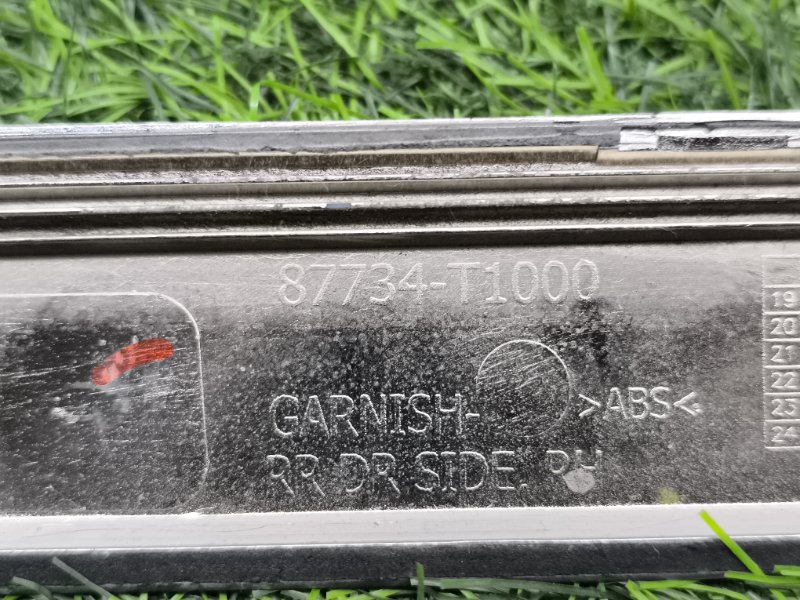 87734-T1000
19
20
21
22
23
24
GARNISH-
>ABS<
RR DR SIDE. RH